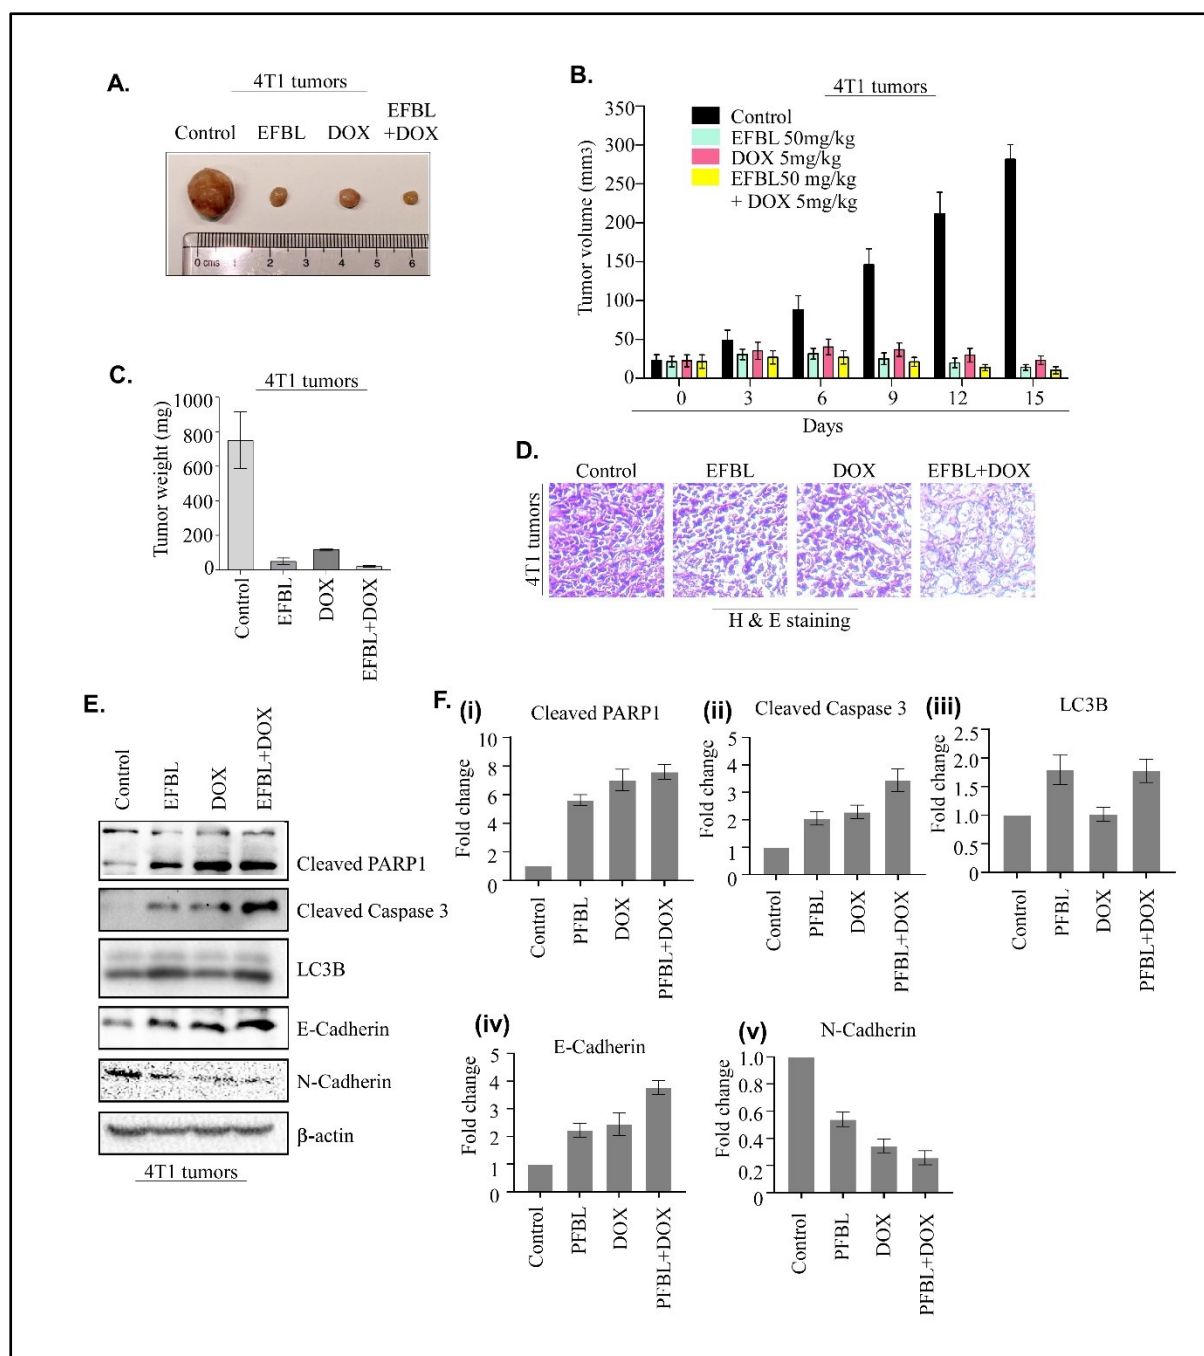 A.
4T1 tumors
Control EFBL DOX EFBL
+DOX
0 cms 1 2 3 4 5 6
B.
4T1 tumors
Control
EFBL 50mg/kg
DOX 5mg/kg
EFBL50 mg/kg
+ DOX 5mg/kg
Tumor volume (mm3)
350
300
250
200
150
100
50
0
0 3 6 9 12 15
Days
C.
4T1 tumors
Tumor weight (mg)
1000
800
600
400
200
0
Control EFBL DOX EFBL+DOX
D.
Control EFBL DOX EFBL+DOX
4T1 tumors
H & E staining
E.
Control EFBL DOX EFBL+DOX
Cleaved PARP1
Cleaved Caspase 3
LC3B
E-Cadherin
N-Cadherin
β-actin
4T1 tumors
F.
(i) Cleaved PARP1
Fold change
10
8
6
4
2
0
Control PFBL DOX PFBL+DOX
(ii) Cleaved Caspase 3
Fold change
5
4
3
2
1
0
Control PFBL DOX PFBL+DOX
(iii) LC3B
Fold change
2.5
2.0
1.5
1.0
0.5
0
Control PFBL DOX PFBL+DOX
(iv) E-Cadherin
Fold change
5
4
3
2
1
0
Control PFBL DOX PFBL+DOX
(v) N-Cadherin
Fold change
1.0
0.8
0.6
0.4
0.2
0
Control PFBL DOX PFBL+DOX